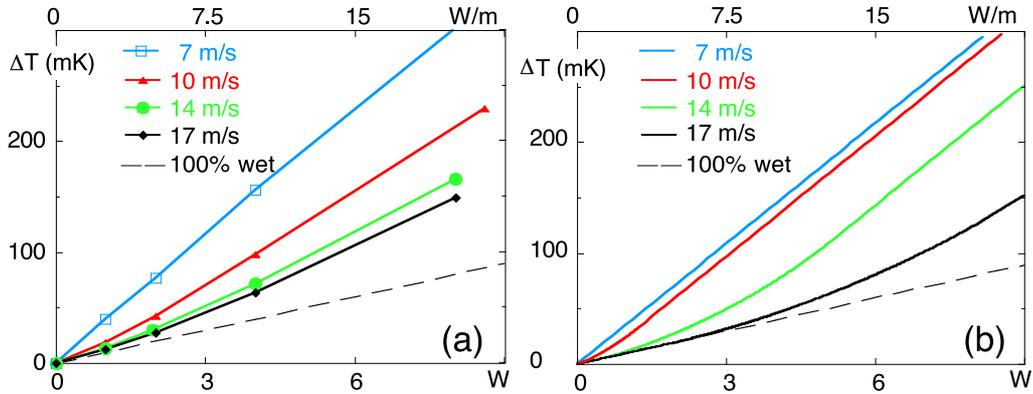 0 7.5 15 W/m
ΔT (mK)
7 m/s
10 m/s
14 m/s
17 m/s
100% wet
200
100
0
(a)
0 3 6 W
0 7.5 15 W/m
ΔT (mK)
7 m/s
10 m/s
14 m/s
17 m/s
100% wet
200
100
0
(b)
0 3 6 W